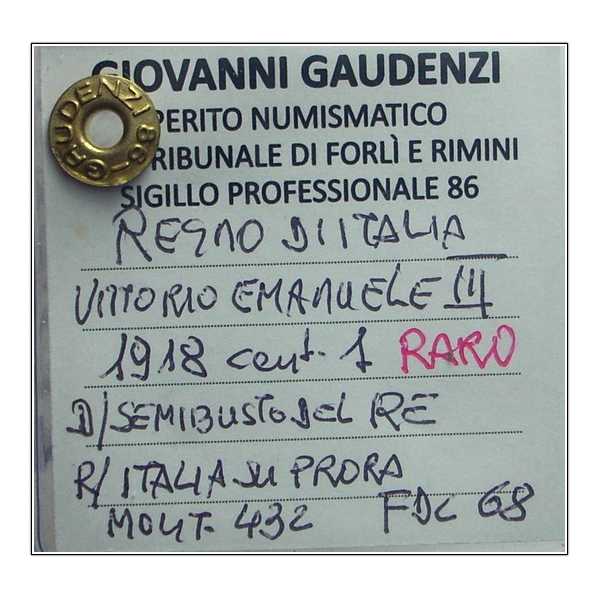 GIOVANNI GAUDENZI
GAUDENZI 86
PERITO NUMISMATICO
TRIBUNALE DI FORLÌ E RIMINI
SIGILLO PROFESSIONALE 86
REGNO DI ITALIA
VITTORIO EMANUELE III
1918 cent. 1 RARO
D/SEMIBUSTO DEL RE
R/ITALIA SU PRORA
MONT. 432 FDC 68